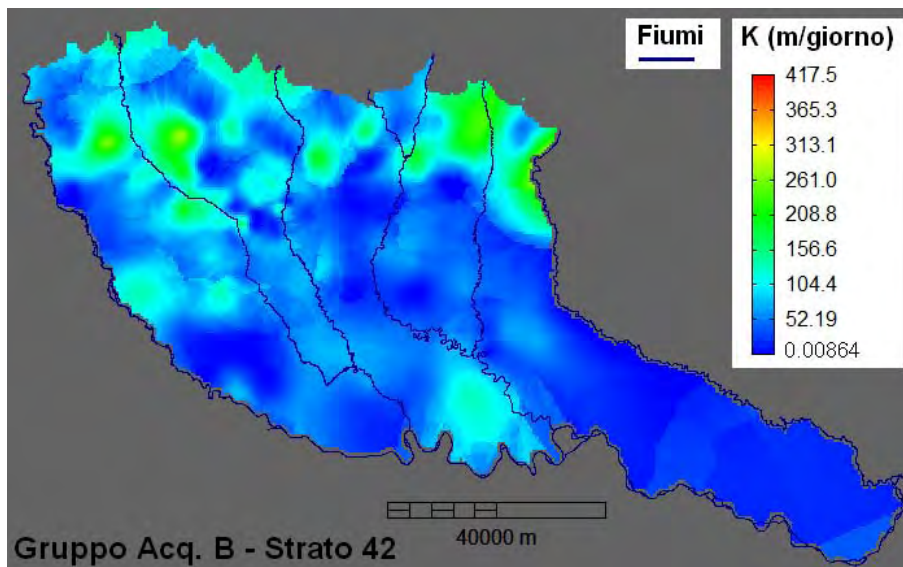 Fiumi
K (m/giorno)
417.5
365.3
313.1
261.0
208.8
156.6
104.4
52.19
0.00864
40000 m
Gruppo Acq. B - Strato 42